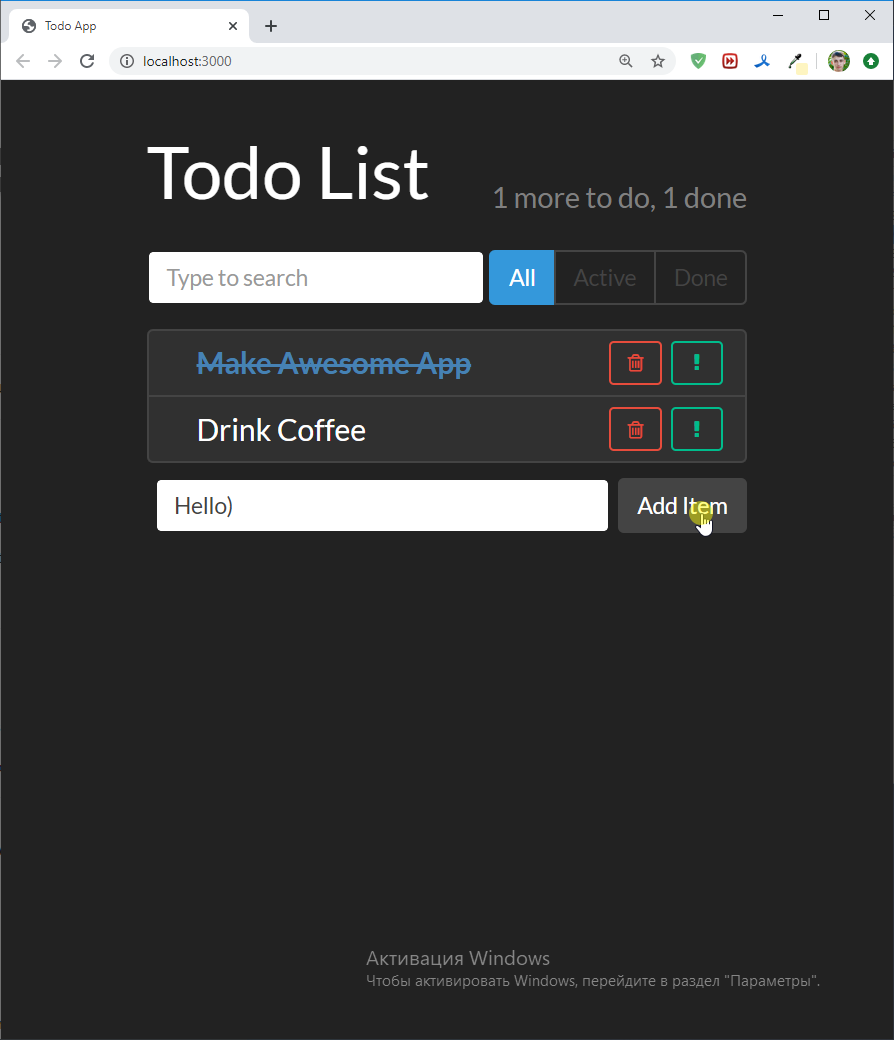 Todo App
localhost:3000
Todo List
1 more to do, 1 done
Type to search
All
Active
Done
Make Awesome App
Drink Coffee
Hello)
Add Item
Активация Windows
Чтобы активировать Windows, перейдите в раздел "Параметры".